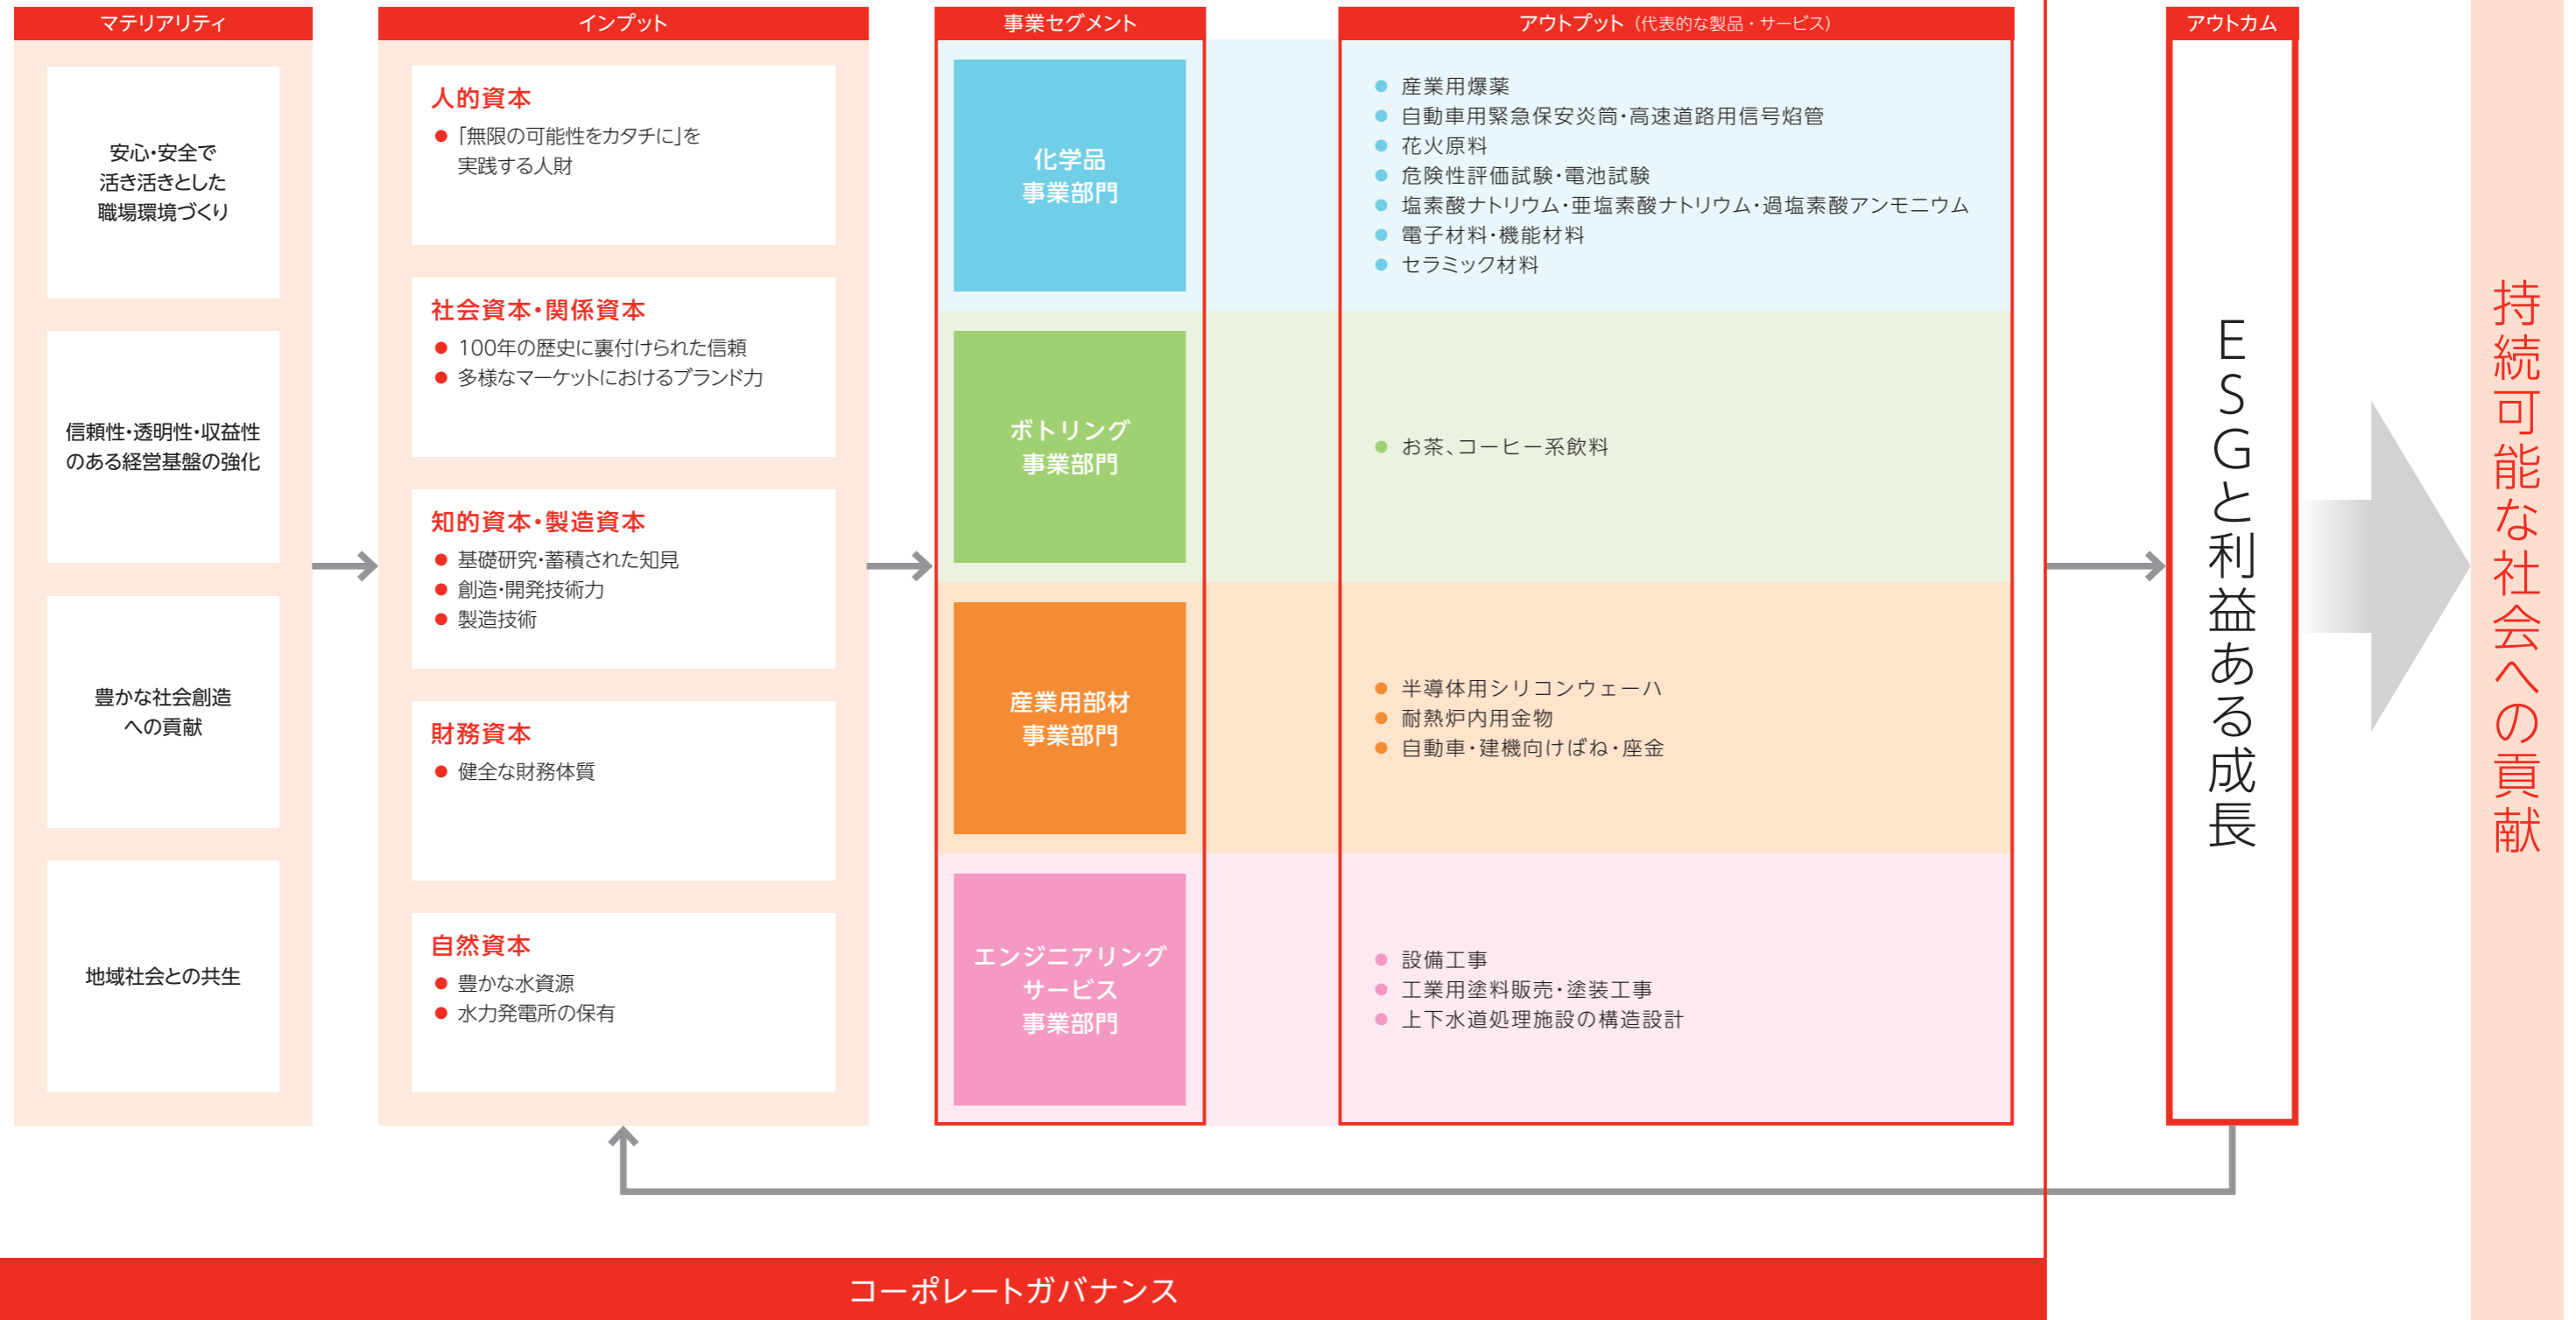 マテリアリティ
安心・安全で
活き活きとした
職場環境づくり
信頼性・透明性・収益性
のある経営基盤の強化
豊かな社会創造
への貢献
地域社会との共生
インプット
人的資本
● 「無限の可能性をカタチに」を
実践する人財
社会資本・関係資本
● 100年の歴史に裏付けられた信頼
● 多様なマーケットにおけるブランド力
知的資本・製造資本
● 基礎研究・蓄積された知見
● 創造・開発技術力
● 製造技術
財務資本
● 健全な財務体質
自然資本
● 豊かな水資源
● 水力発電所の保有
事業セグメント
アウトプット（代表的な製品・サービス）
化学品
事業部門
● 産業用爆薬
● 自動車用緊急保安炎筒・高速道路用信号焔管
● 花火原料
● 危険性評価試験・電池試験
● 塩素酸ナトリウム・亜塩素酸ナトリウム・過塩素酸アンモニウム
● 電子材料・機能材料
● セラミック材料
ボトリング
事業部門
● お茶、コーヒー系飲料
産業用部材
事業部門
● 半導体用シリコンウェーハ
● 耐熱炉内用金物
● 自動車・建機向けばね・座金
エンジニアリング
サービス
事業部門
● 設備工事
● 工業用塗料販売・塗装工事
● 上下水道処理施設の構造設計
アウトカム
ESGと利益ある成長
持続可能な社会への貢献
コーポレートガバナンス